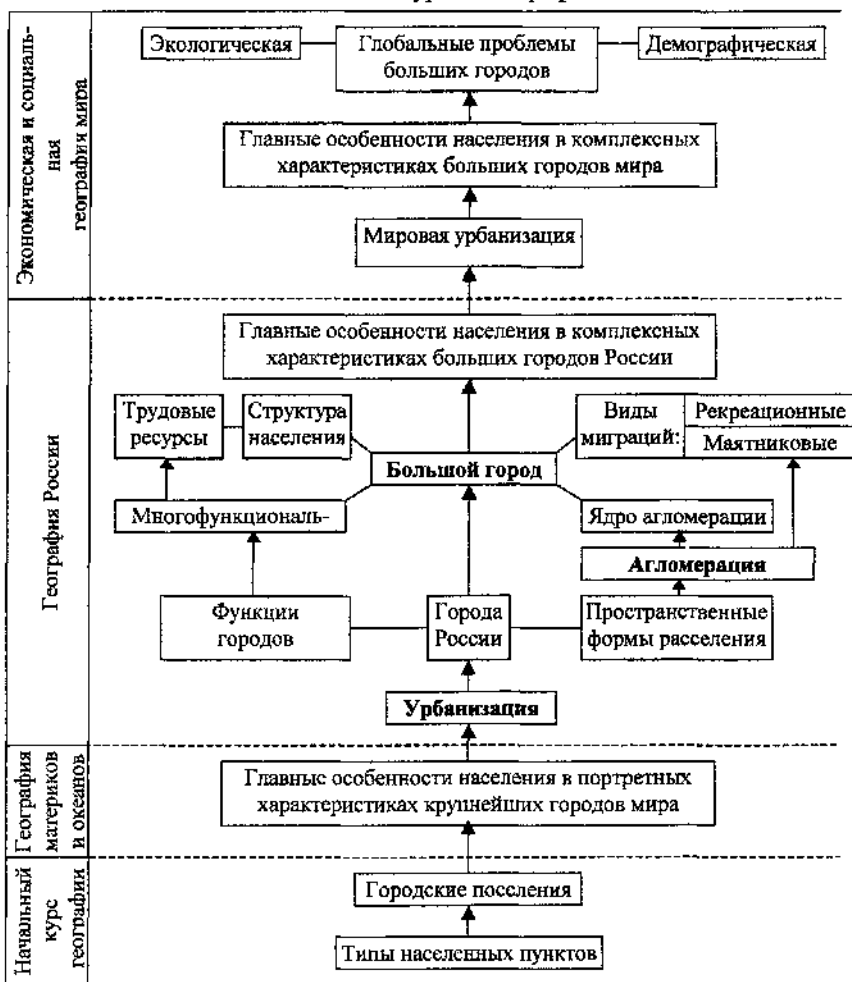 Экономическая и социаль-
ная
география мира
Экологическая
Глобальные проблемы
больших городов
Демографическая
Главные особенности населения в комплексных
характеристиках больших городов мира
Мировая урбанизация
География России
Главные особенности населения в комплексных
характеристиках больших городов России
Трудовые
ресурсы
Структура
населения
Виды
миграций:
Рекреационные
Маятниковые
Большой город
Многофункциональ-
Ядро агломерации
Агломерация
Функции
городов
Города
России
Пространственные
формы расселения
Урбанизация
География
материков
и океанов
Главные особенности населения в портретных
характеристиках крупнейших городов мира
Начальный
курс
географии
Городские поселения
Типы населенных пунктов